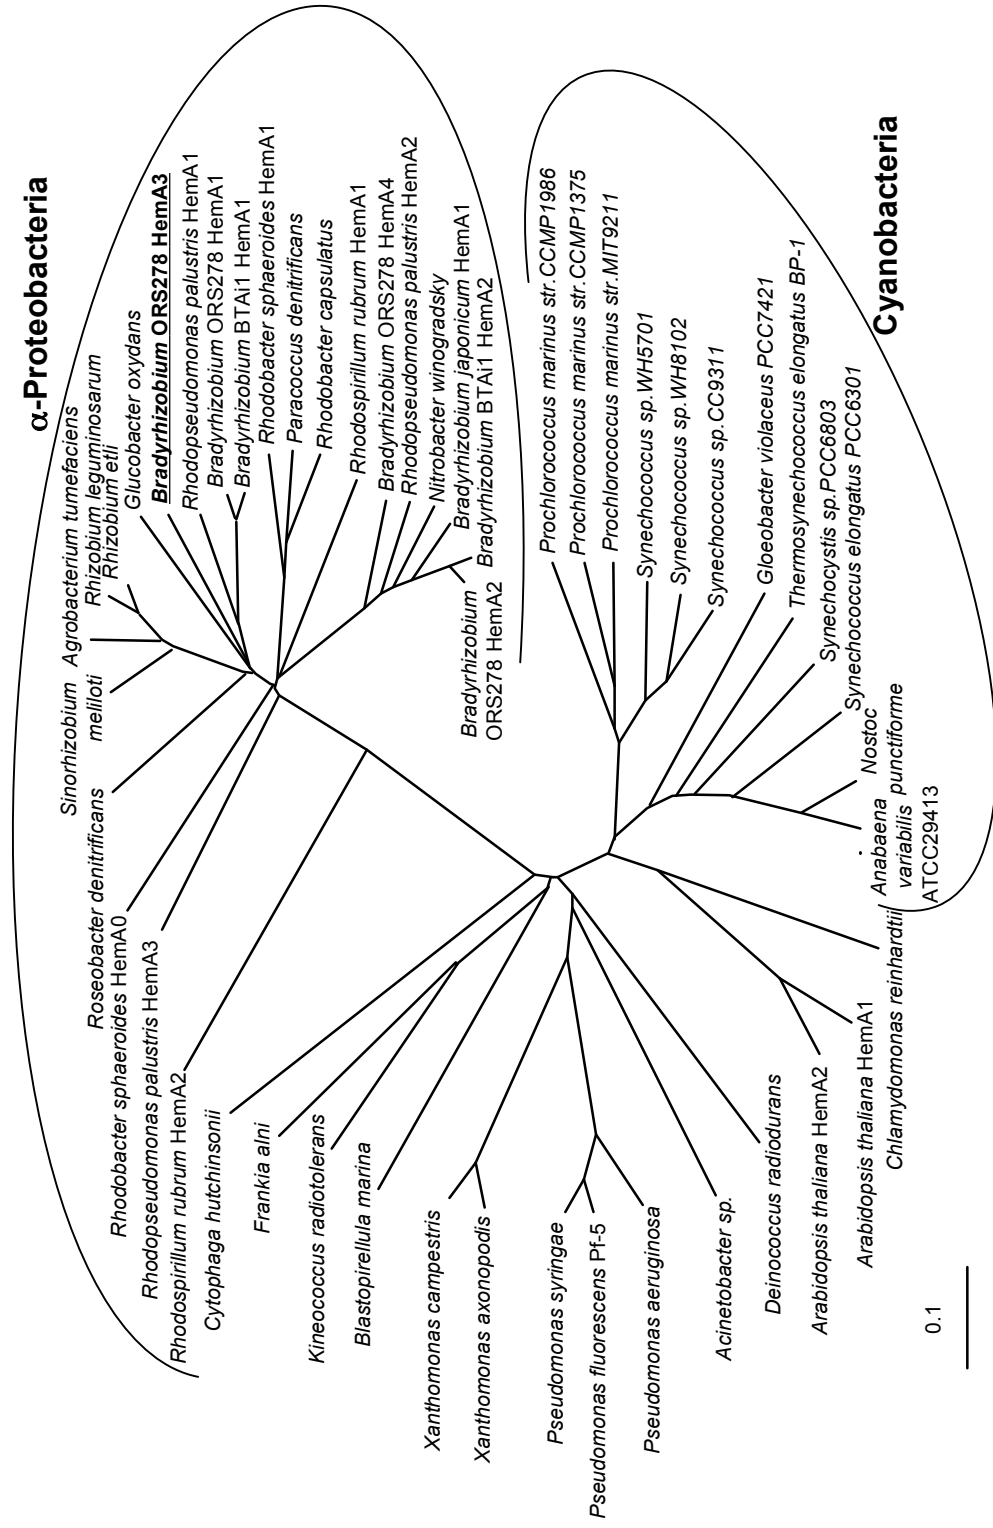 α-Proteobacteria
Agrobacterium tumefaciens
Rhizobium leguminosarum
Rhizobium etli
Glucobacter oxydans
Bradyrhizobium ORS278 HemA3
Rhodopseudomonas palustris HemA1
Bradyrhizobium ORS278 HemA1
Bradyrhizobium BTAi1 HemA1
Rhodobacter sphaeroides HemA1
Paracoccus denitrificans
Rhodobacter capsulatus
Rhodospirillum rubrum HemA1
Bradyrhizobium ORS278 HemA4
Rhodopseudomonas palustris HemA2
Nitrobacter winogradsky
Bradyrhizobium japonicum HemA1
Bradyrhizobium BTAi1 HemA2
Bradyrhizobium
ORS278 HemA2
Prochlorococcus marinus str.CCMP1986
Prochlorococcus marinus str.CCMP1375
Prochlorococcus marinus str.MIT9211
Synechococcus sp.WH5701
Synechococcus sp.WH8102
Synechococcus sp.CC9311
Gloeobacter violaceus PCC7421
Thermosynechococcus elongatus BP-1
Synechocystis sp.PCC6803
Synechococcus elongatus PCC6301
Nostoc
punctiforme
Anabaena
variabilis
ATCC29413
Cyanobacteria
Chlamydomonas reinhardtii
Arabidopsis thaliana HemA1
Arabidopsis thaliana HemA2
Deinococcus radiodurans
Acinetobacter sp.
Pseudomonas aeruginosa
Pseudomonas fluorescens Pf-5
Pseudomonas syringae
Xanthomonas axonopodis
Xanthomonas campestris
Blastopirellula marina
Kineococcus radiotolerans
Frankia alni
Cytophaga hutchinsonii
Rhodospirillum rubrum HemA2
Rhodopseudomonas palustris HemA3
Rhodobacter sphaeroides HemA0
Roseobacter denitrificans
Sinorhizobium
meliloti
0.1